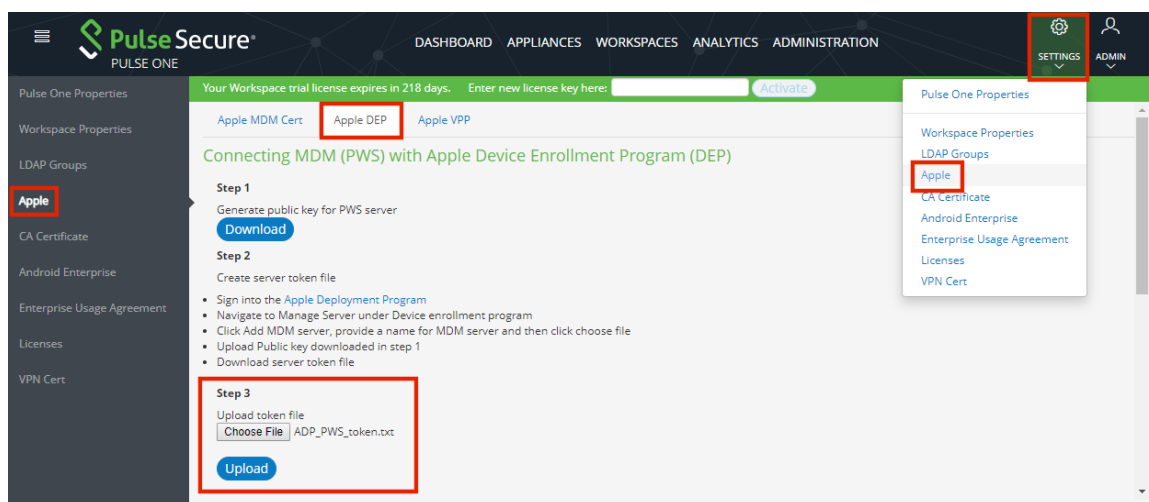 Pulse Secure®
PULSE ONE
DASHBOARD APPLIANCES WORKSPACES ANALYTICS ADMINISTRATION
SETTINGS
ADMIN
Pulse One Properties
Workspace Properties
LDAP Groups
Apple
CA Certificate
Android Enterprise
Enterprise Usage Agreement
Licenses
VPN Cert
Your Workspace trial license expires in 218 days. Enter new license key here: Activate
Apple MDM Cert Apple DEP Apple VPP
Connecting MDM (PWS) with Apple Device Enrollment Program (DEP)
Step 1
Generate public key for PWS server
Download
Step 2
Create server token file
• Sign into the Apple Deployment Program
• Navigate to Manage Server under Device enrollment program
• Click Add MDM server, provide a name for MDM server and then click choose file
• Upload Public key downloaded in step 1
• Download server token file
Step 3
Upload token file
Choose File ADP_PWS_token.txt
Upload
Pulse One Properties
Workspace Properties
LDAP Groups
Apple
CA Certificate
Android Enterprise
Enterprise Usage Agreement
Licenses
VPN Cert